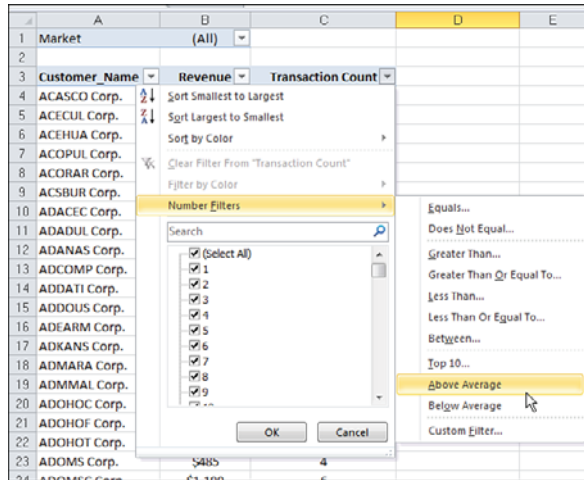 A B C D E
1 Market (All)
2
3 Customer_Name Revenue Transaction Count
4 ACASCO Corp.
5 ACECUL Corp.
6 ACEHUA Corp.
7 ACOPUL Corp.
8 ACORAR Corp.
9 ACSBUR Corp.
10 ADACEC Corp.
11 ADADUL Corp.
12 ADANAS Corp.
13 ADCOMP Corp.
14 ADDATI Corp.
15 ADDOUS Corp.
16 ADEARM Corp.
17 ADKANS Corp.
18 ADMARA Corp.
19 ADMMAL Corp.
20 ADOHOC Corp.
21 ADOHOF Corp.
22 ADOHOT Corp.
23 ADOMS Corp. $485 4
24
Sort Smallest to Largest
Sort Largest to Smallest
Sort by Color
Clear Filter From "Transaction Count"
Filter by Color
Number Filters
Search
(Select All)
1
2
3
4
5
6
7
8
9
OK Cancel
Equals...
Does Not Equal...
Greater Than...
Greater Than Or Equal To...
Less Than...
Less Than Or Equal To...
Between...
Top 10...
Above Average
Below Average
Custom Filter...